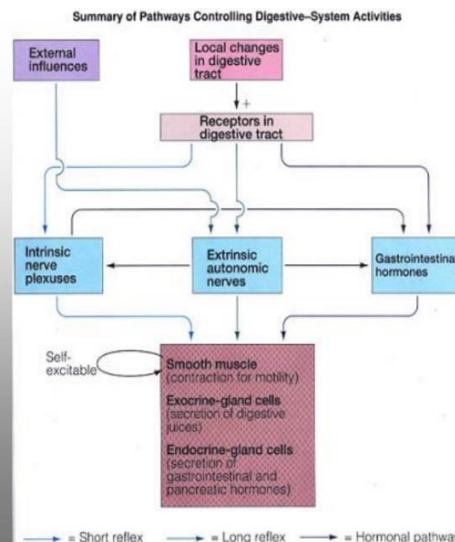 Summary of Pathways Controlling Digestive–System Activities
External
influences
Local changes
in digestive
tract
+
Receptors in
digestive tract
Intrinsic
nerve
plexuses
Extrinsic
autonomic
nerves
Gastrointestinal
hormones
Self-
excitable
Smooth muscle
(contraction for motility)
Exocrine-gland cells
(secretion of digestive
juices)
Endocrine-gland cells
(secretion of
gastrointestinal and
pancreatic hormones)
= Short reflex
= Long reflex
= Hormonal pathway